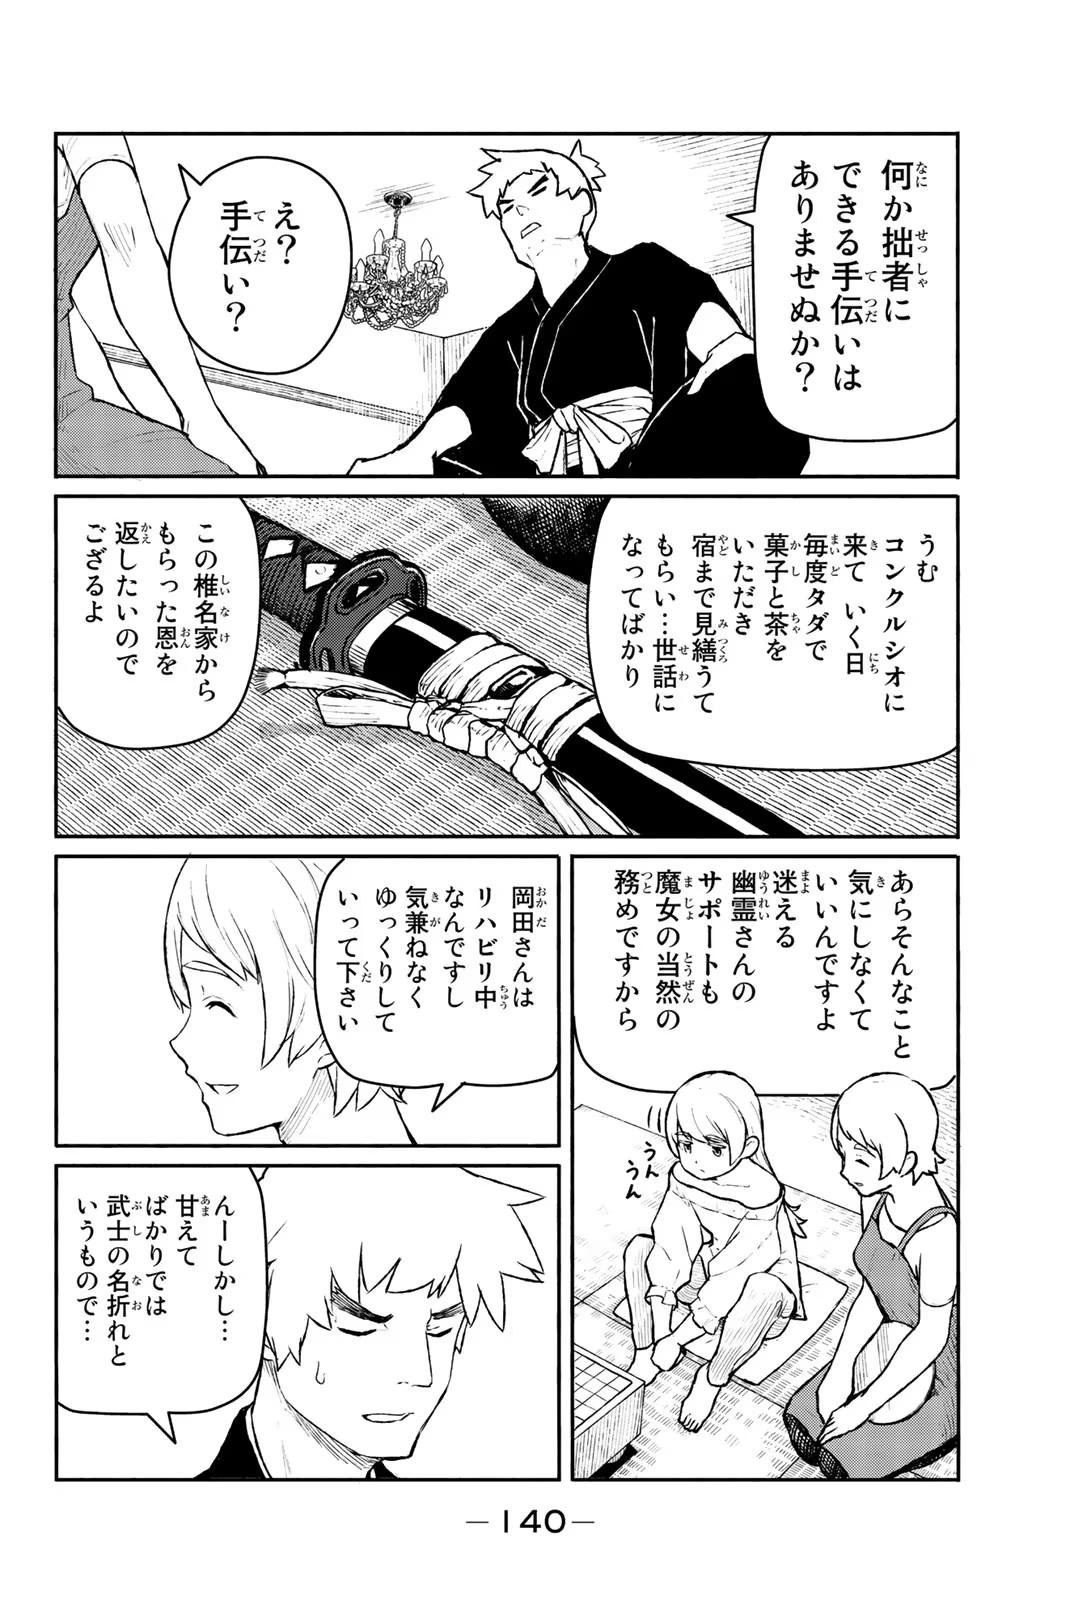 何か拙者に
できる手伝いは
ありませぬか？
え？
手伝い？
うむ
コンクルシオに
来ていく日
毎度タダで
菓子と茶を
いただき
宿まで見繕うて
もらい…世話に
なってばかり
この椎名家から
もらった恩を
返したいので
ござるよ
あらそんなこと
気にしなくて
いいんですよ
迷える
幽霊さんの
サポートも
魔女の当然の
務めですから
うん
うん
岡田さんは
リハビリ中
なんですし
気兼ねなく
ゆっくりして
いって下さい
んーしかし…
甘えて
ばかりでは
武士の名折れと
いうもので…
—140—